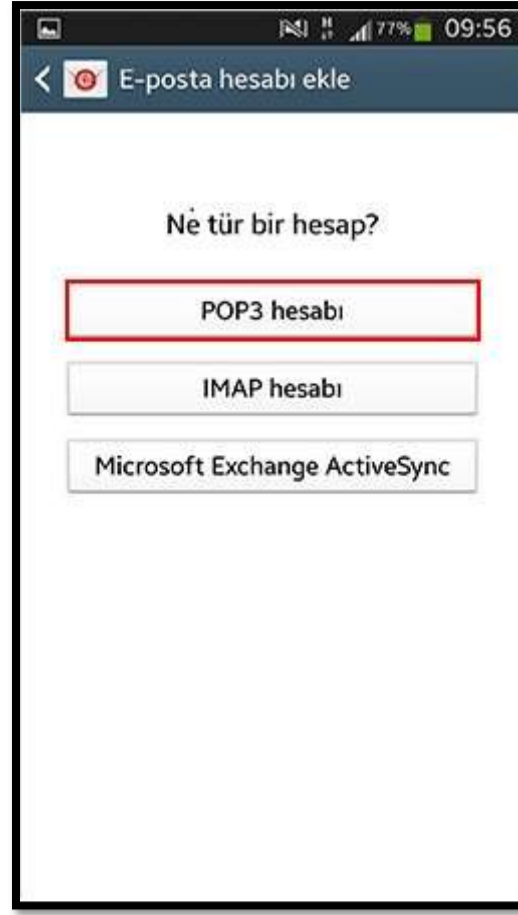 77% 09:56
E-posta hesabı ekle
Ne tür bir hesap?
POP3 hesabı
IMAP hesabı
Microsoft Exchange ActiveSync